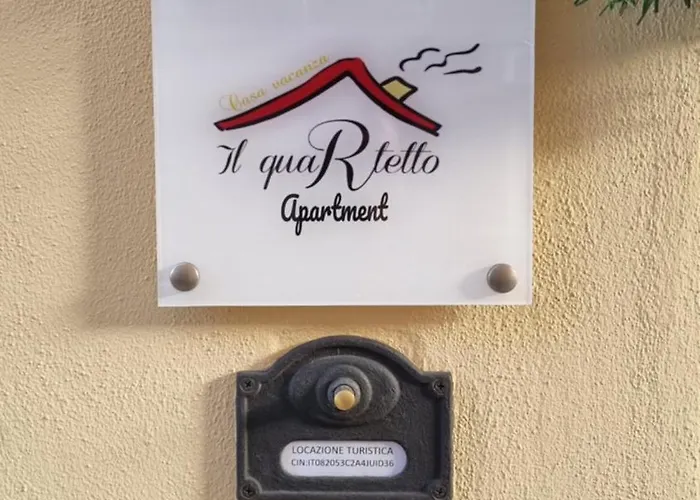 Casa vacanza
Il quaRtetto
Apartment
LOCAZIONE TURISTICA
CIN:IT082053C2A4JUID36